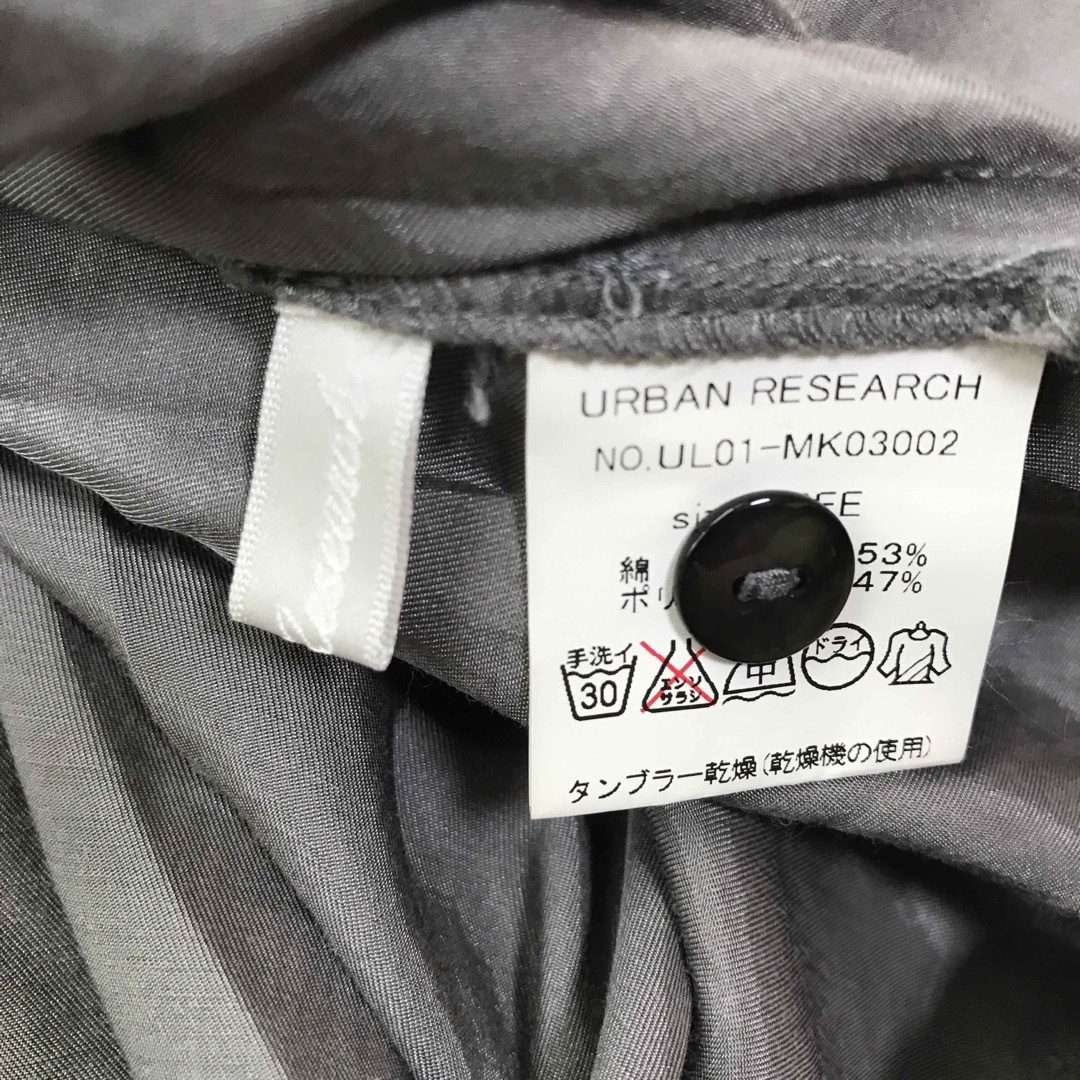 URBAN RESEARCH
NO.UL01-MK03002
綿 53%
47%
手洗イ
30
エンソ
サラシ
中
ドライ
タンブラー乾燥(乾燥機の使用)